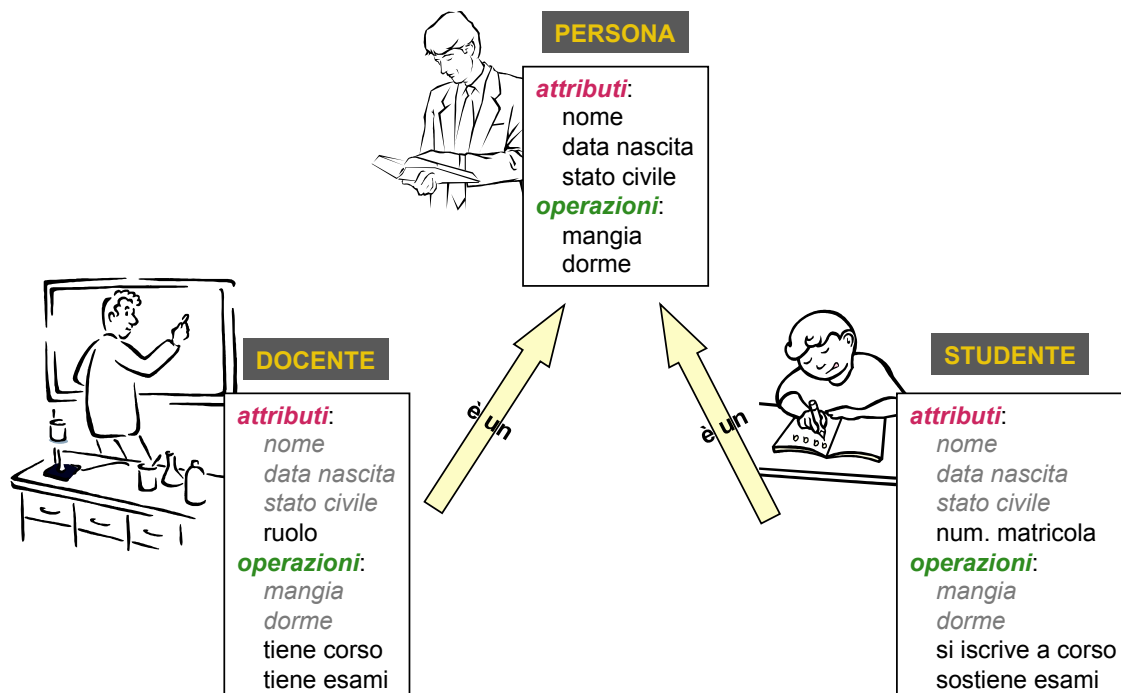 PERSONA
attributi:
nome
data nascita
stato civile
operazioni:
mangia
dorme
è un
è un
DOCENTE
attributi:
nome
data nascita
stato civile
ruolo
operazioni:
mangia
dorme
tiene corso
tiene esami
STUDENTE
attributi:
nome
data nascita
stato civile
num. matricola
operazioni:
mangia
dorme
si iscrive a corso
sostiene esami